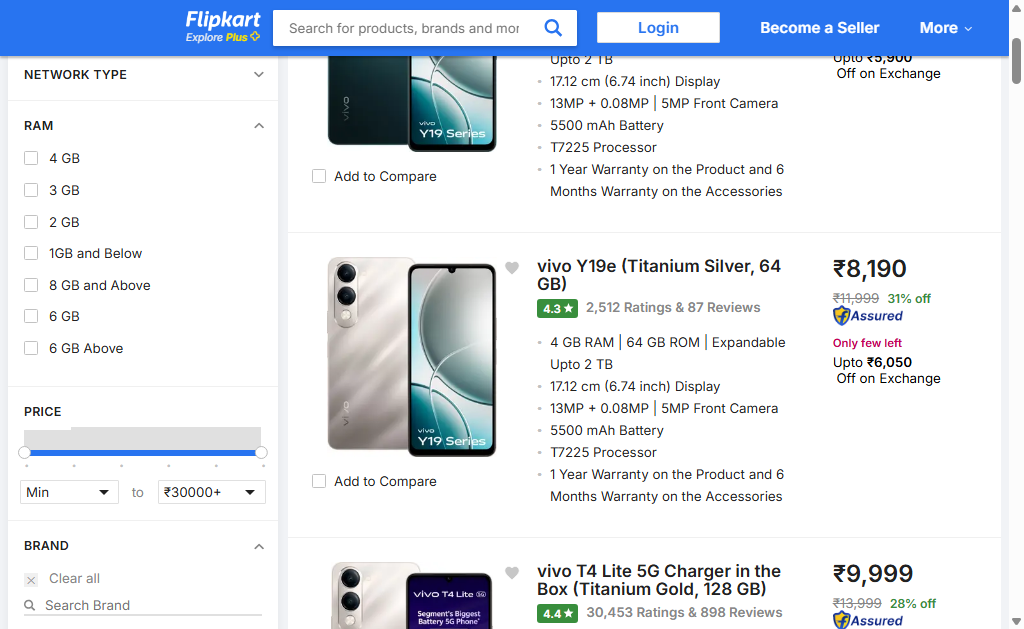 Flipkart
Explore Plus
Search for products, brands and mor
Login
Become a Seller
More
NETWORK TYPE
RAM
4 GB
3 GB
2 GB
1GB and Below
8 GB and Above
6 GB
6 GB Above
PRICE
Min
to
₹30000+
BRAND
Clear all
Search Brand
vivo
vivo
Y19 Series
Add to Compare
Upto 2 TB
17.12 cm (6.74 inch) Display
13MP + 0.08MP | 5MP Front Camera
5500 mAh Battery
T7225 Processor
1 Year Warranty on the Product and 6
Months Warranty on the Accessories
Upto ₹5,900
Off on Exchange
vivo
vivo
Y19 Series
Add to Compare
vivo Y19e (Titanium Silver, 64
GB)
4.3★
2,512 Ratings & 87 Reviews
4 GB RAM | 64 GB ROM | Expandable
Upto 2 TB
17.12 cm (6.74 inch) Display
13MP + 0.08MP | 5MP Front Camera
5500 mAh Battery
T7225 Processor
1 Year Warranty on the Product and 6
Months Warranty on the Accessories
₹8,190
₹11,999 31% off
Assured
Only few left
Upto ₹6,050
Off on Exchange
vivo T4 Lite 5G
Segment's Biggest
Battery 5G Phone*
vivo T4 Lite 5G Charger in the
Box (Titanium Gold, 128 GB)
4.4★
30,453 Ratings & 898 Reviews
₹9,999
₹13,999 28% off
Assured